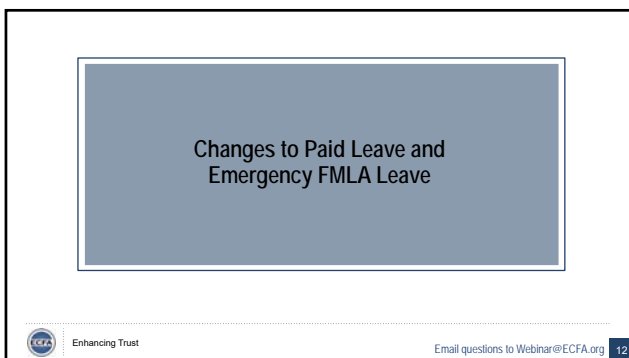 Changes to Paid Leave and
Emergency FMLA Leave
ECFA
Enhancing Trust
Email questions to Webinar@ECFA.org 12